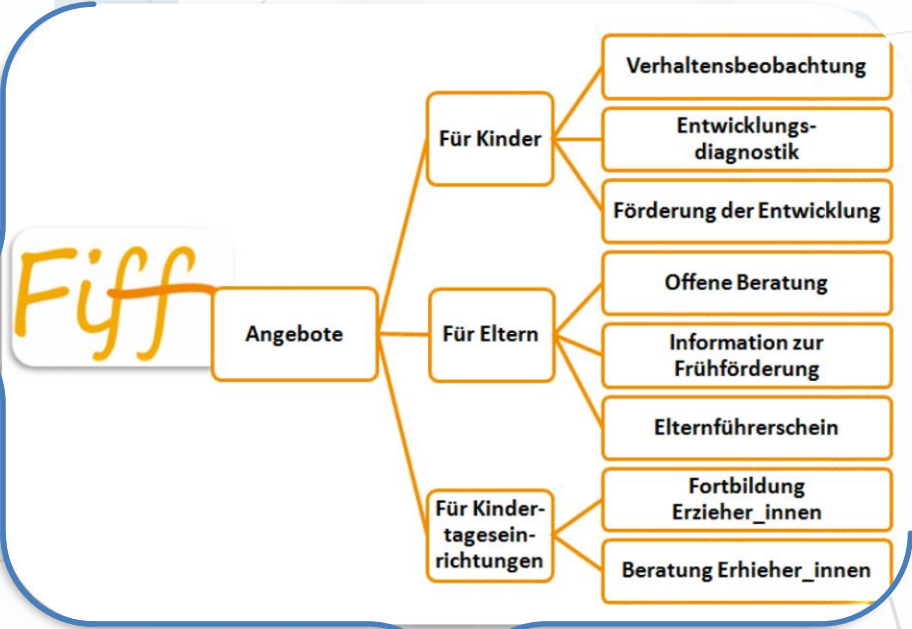 Fiff
Angebote
Für Kinder
Verhaltensbeobachtung
Entwicklungs-
diagnostik
Förderung der Entwicklung
Für Eltern
Offene Beratung
Information zur
Frühförderung
Elternführerschein
Für Kinder-
tagesein-
richtungen
Fortbildung
Erzieher_innen
Beratung Erhieher_innen